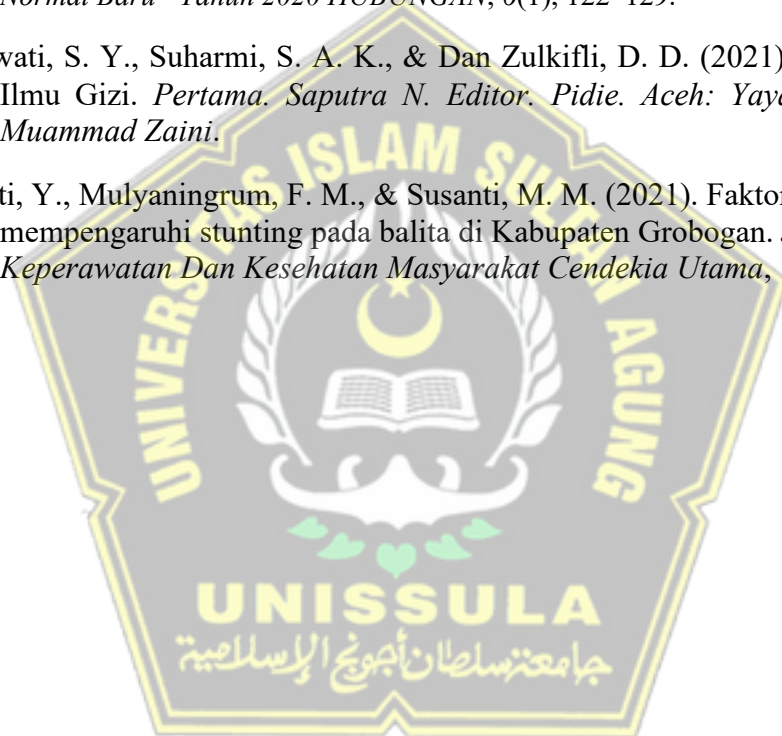 Normal Baru” Tahun 2020 HUBUNGAN, 6(1), 122–129.
wati, S. Y., Suharmi, S. A. K., & Dan Zulkifli, D. D. (2021)
Ilmu Gizi. Pertama. Saputra N. Editor. Pidie. Aceh: Yaya
Muammad Zaini.
ti, Y., Mulyaningrum, F. M., & Susanti, M. M. (2021). Faktor
mempengaruhi stunting pada balita di Kabupaten Grobogan.
Keperawatan Dan Kesehatan Masyarakat Cendekia Utama,
UNIVERSITAS ISLAM SULTAN AGUNG
UNISSULA
جامعة سلطان أجونج الإسلامية